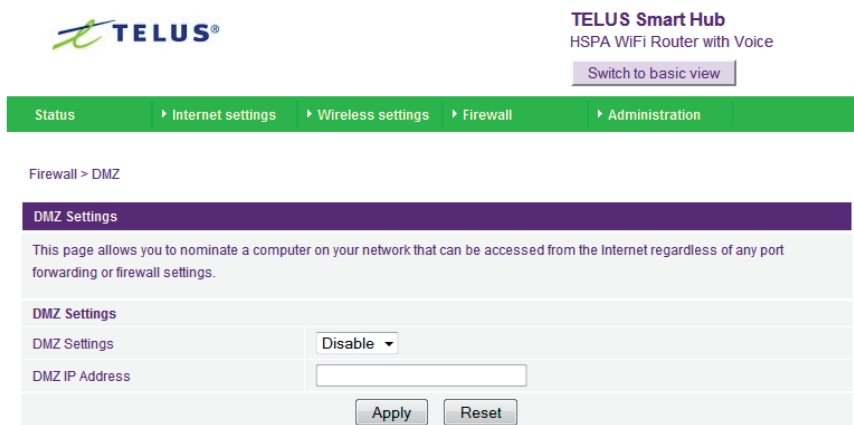 TELUS®
TELUS Smart Hub
HSPA WiFi Router with Voice
Switch to basic view
Status Internet settings Wireless settings Firewall Administration
Firewall > DMZ
DMZ Settings
This page allows you to nominate a computer on your network that can be accessed from the Internet regardless of any port
forwarding or firewall settings.
DMZ Settings
DMZ Settings Disable
DMZ IP Address
Apply Reset